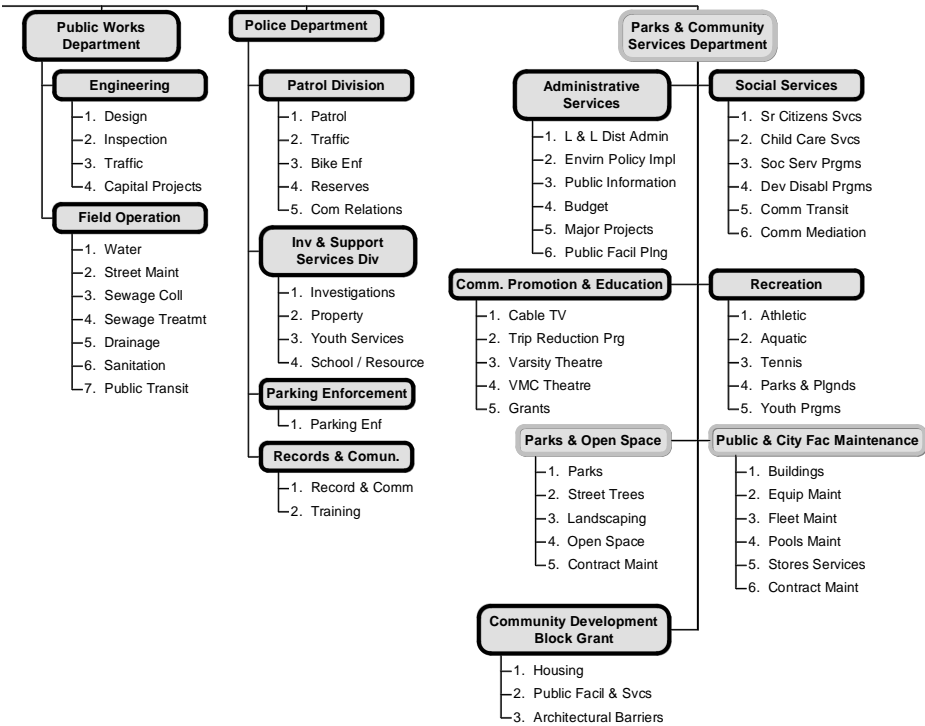 Public Works
Department
Engineering
1. Design
2. Inspection
3. Traffic
4. Capital Projects
Field Operation
1. Water
2. Street Maint
3. Sewage Coll
4. Sewage Treatmt
5. Drainage
6. Sanitation
7. Public Transit
Police Department
Patrol Division
1. Patrol
2. Traffic
3. Bike Enf
4. Reserves
5. Com Relations
Inv & Support
Services Div
1. Investigations
2. Property
3. Youth Services
4. School / Resource
Parking Enforcement
1. Parking Enf
Records & Comun.
1. Record & Comm
2. Training
Parks & Community
Services Department
Administrative
Services
1. L & L Dist Admin
2. Envirn Policy Impl
3. Public Information
4. Budget
5. Major Projects
6. Public Facil Plng
Social Services
1. Sr Citizens Svcs
2. Child Care Svcs
3. Soc Serv Prgms
4. Dev Disabl Prgms
5. Comm Transit
6. Comm Mediation
Comm. Promotion & Education
1. Cable TV
2. Trip Reduction Prg
3. Varsity Theatre
4. VMC Theatre
5. Grants
Recreation
1. Athletic
2. Aquatic
3. Tennis
4. Parks & Plgnds
5. Youth Prgms
Parks & Open Space
1. Parks
2. Street Trees
3. Landscaping
4. Open Space
5. Contract Maint
Public & City Fac Maintenance
1. Buildings
2. Equip Maint
3. Fleet Maint
4. Pools Maint
5. Stores Services
6. Contract Maint
Community Development
Block Grant
1. Housing
2. Public Facil & Svcs
3. Architectural Barriers